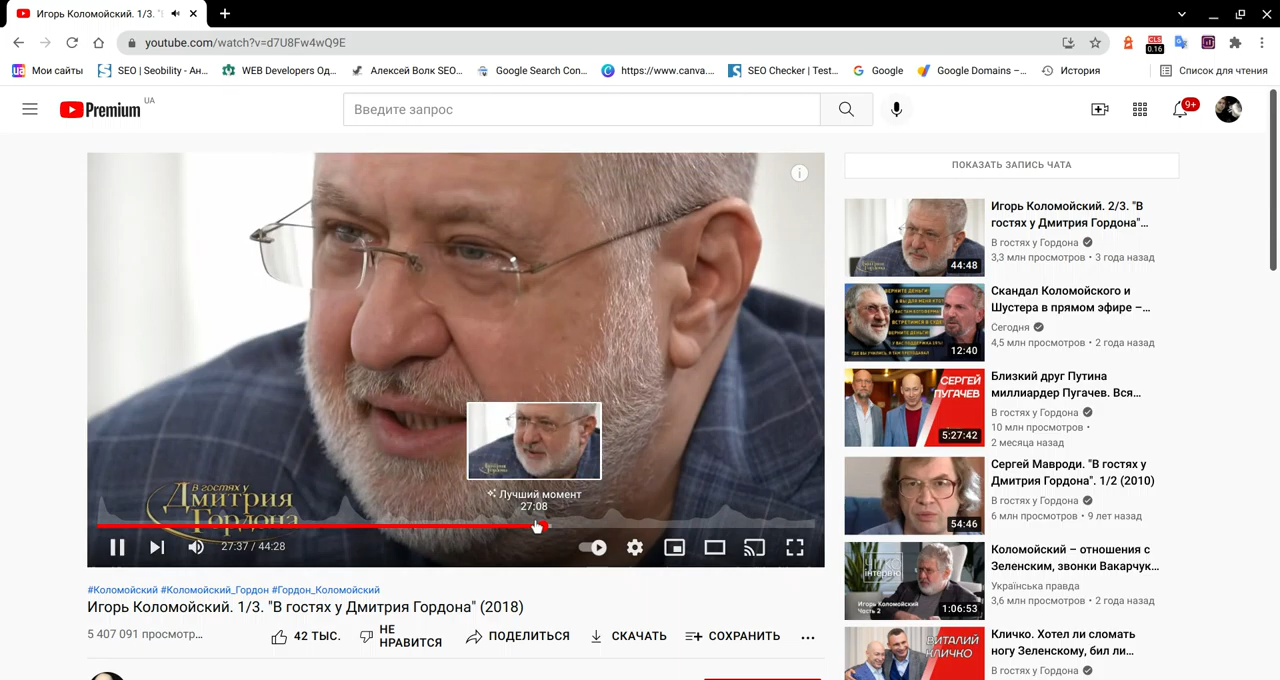 Игорь Коломойский. 1/3. "В
youtube.com/watch?v=d7U8Fw4wQ9E
CLS
0.16
Мои сайты
SEO | Seobility - Ан...
WEB Developers Од...
Алексей Волк SEO...
Google Search Con...
https://www.canva....
SEO Checker | Test...
Google
Google Domains –...
История
Список для чтения
Premium
UA
Введите запрос
9+
В гостях у
Дмитрия
Гордона
Лучший момент
27:08
27:37 / 44:28
#Коломойский #Коломойский_Гордон #Гордон_Коломойский
Игорь Коломойский. 1/3. "В гостях у Дмитрия Гордона" (2018)
5 407 091 просмотр...
42 ТЫС.
НЕ
НРАВИТСЯ
ПОДЕЛИТЬСЯ
СКАЧАТЬ
СОХРАНИТЬ
ПОКАЗАТЬ ЗАПИСЬ ЧАТА
44:48
Игорь Коломойский. 2/3. "В
гостях у Дмитрия Гордона"...
В гостях у Гордона
3,3 млн просмотров • 3 года назад
12:40
Скандал Коломойского и
Шустера в прямом эфире –...
Сегодня
4,5 млн просмотров • 2 года назад
СЕРГЕЙ
ПУГАЧЕВ
5:27:42
Близкий друг Путина
миллиардер Пугачев. Вся...
В гостях у Гордона
10 млн просмотров •
2 месяца назад
54:46
Сергей Мавроди. "В гостях у
Дмитрия Гордона". 1/2 (2010)
В гостях у Гордона
6 млн просмотров • 9 лет назад
інтерв'ю
Игорь Коломойский
Часть 2
1:06:53
Коломойский – отношения с
Зеленским, звонки Вакарчук...
Українська правда
3,6 млн просмотров • 2 года назад
ВИТАЛИЙ
КЛИЧКО
Кличко. Хотел ли сломать
ногу Зеленскому, бил ли...
В гостях у Гордона